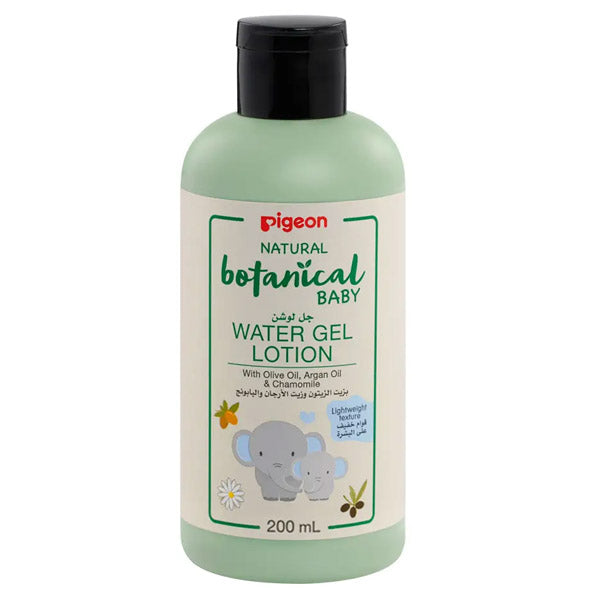 Pigeon
NATURAL
botanical
BABY
جل لوشن
WATER GEL
LOTION
With Olive Oil, Argan Oil
& Chamomile
بزيت الزيتون وزيت الأرجان والبابونج
Lightweight
texture
قوام خفيف
على البشرة
200 mL